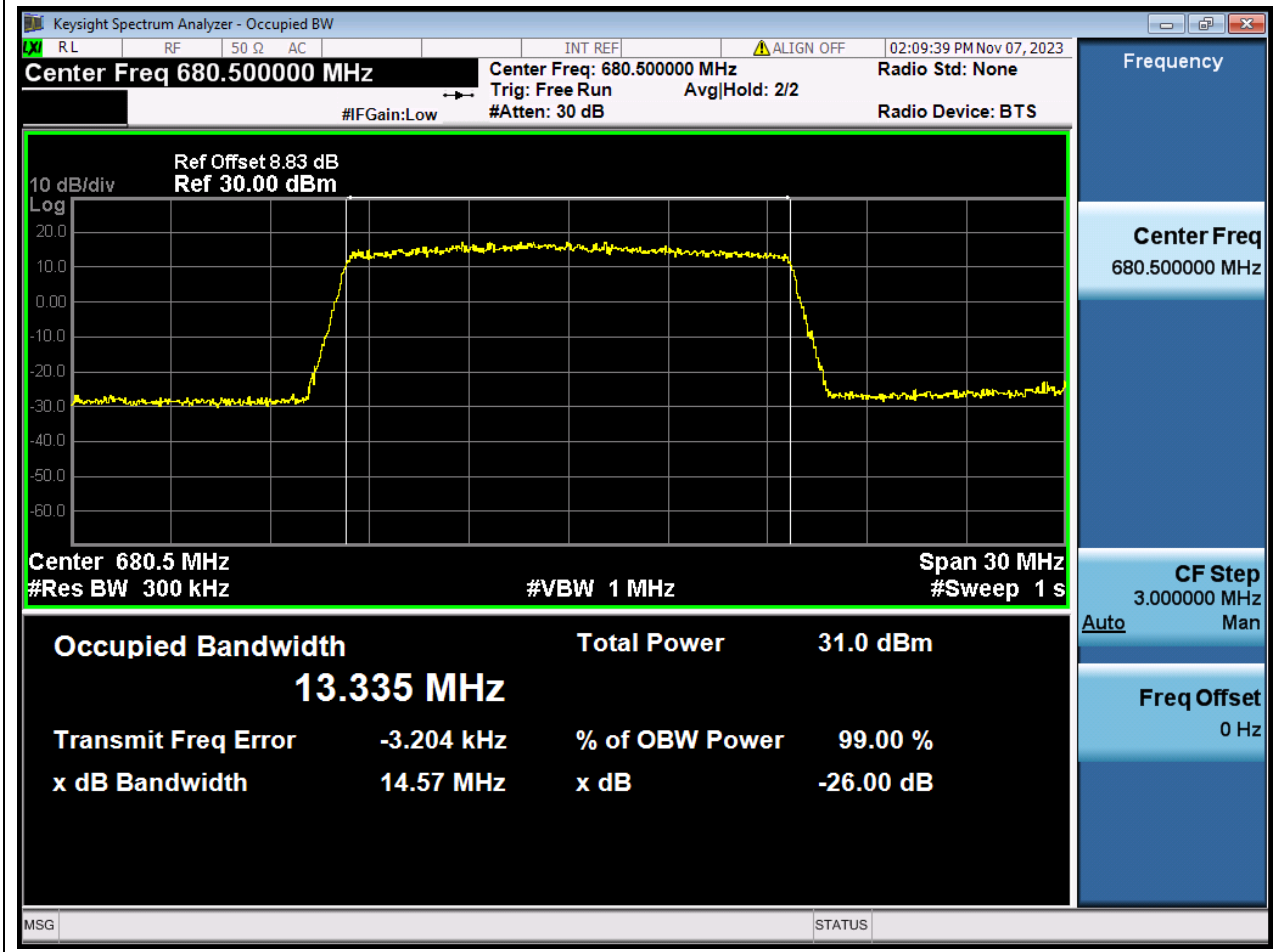 Keysight Spectrum Analyzer - Occupied BW
LXI RL RF 50 Ω AC INT REF ALIGN OFF 02:09:39 PM Nov 07, 2023
Center Freq 680.500000 MHz
Center Freq: 680.500000 MHz
Radio Std: None
Trig: Free Run Avg|Hold: 2/2
#IFGain:Low
#Atten: 30 dB
Radio Device: BTS
Ref Offset 8.83 dB
10 dB/div Ref 30.00 dBm
Log
20.0
10.0
0.00
-10.0
-20.0
-30.0
-40.0
-50.0
-60.0
Center 680.5 MHz Span 30 MHz
#Res BW 300 kHz #VBW 1 MHz #Sweep 1 s
Occupied Bandwidth Total Power 31.0 dBm
13.335 MHz
Transmit Freq Error -3.204 kHz % of OBW Power 99.00 %
x dB Bandwidth 14.57 MHz x dB -26.00 dB
Frequency
Center Freq
680.500000 MHz
CF Step
3.000000 MHz
Auto Man
Freq Offset
0 Hz
MSG STATUS